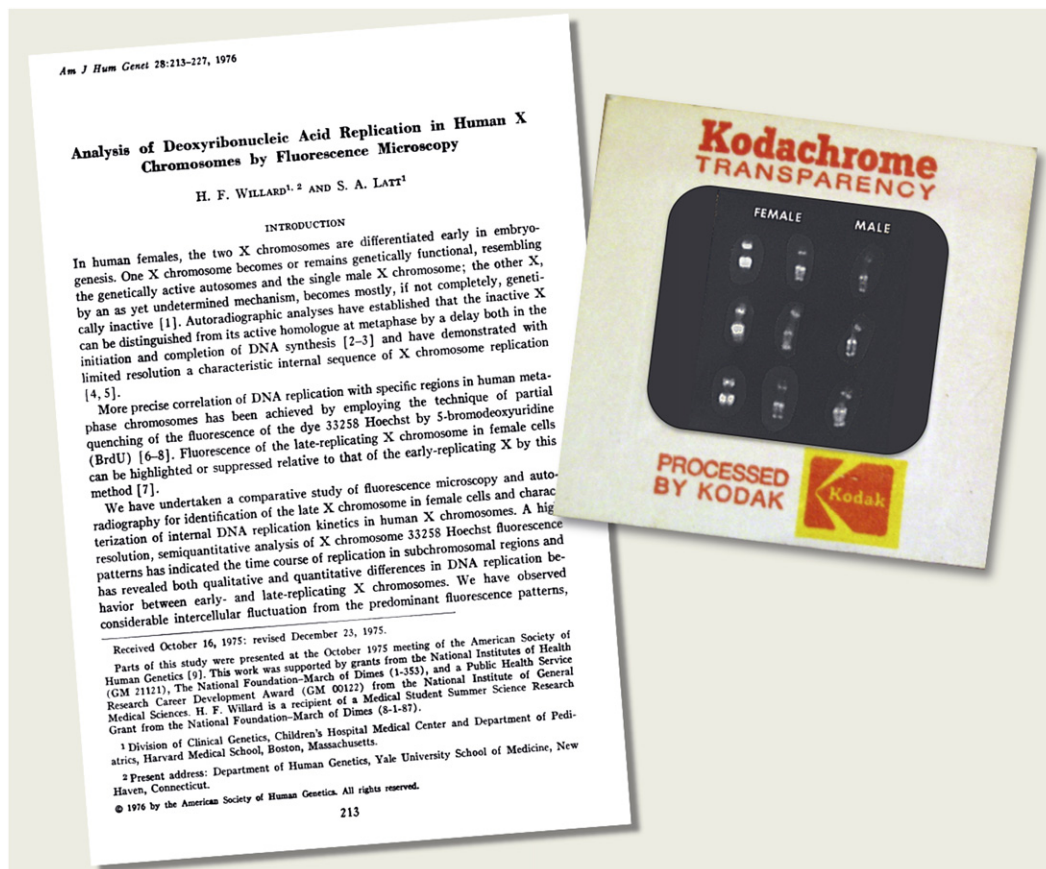 Am J Hum Genet 28:213–227, 1976
Analysis of Deoxyribonucleic Acid Replication in Human X
Chromosomes by Fluorescence Microscopy
H. F. WILLARD1, 2 AND S. A. LATT1
INTRODUCTION
In human females, the two X chromosomes are differentiated early in embryo-
genesis. One X chromosome becomes or remains genetically functional, resembling
the genetically active autosomes and the single male X chromosome; the other X,
by an as yet undetermined mechanism, becomes mostly, if not completely, geneti-
cally inactive [1]. Autoradiographic analyses have established that the inactive X
can be distinguished from its active homologue at metaphase by a delay both in the
initiation and completion of DNA synthesis [2–3] and have demonstrated with
limited resolution a characteristic internal sequence of X chromosome replication
[4, 5].
More precise correlation of DNA replication with specific regions in human meta-
phase chromosomes has been achieved by employing the technique of partial
quenching of the fluorescence of the dye 33258 Hoechst by 5-bromodeoxyuridine
(BrdU) [6–8]. Fluorescence of the late-replicating X chromosome in female cells
can be highlighted or suppressed relative to that of the early-replicating X by this
method [7].
We have undertaken a comparative study of fluorescence microscopy and auto-
radiography for identification of the late X chromosome in female cells and charac
terization of internal DNA replication kinetics in human X chromosomes. A hig
resolution, semiquantitative analysis of X chromosome 33258 Hoechst fluorescence
patterns has indicated the time course of replication in subchromosomal regions and
has revealed both qualitative and quantitative differences in DNA replication be-
havior between early- and late-replicating X chromosomes. We have observed
considerable intercellular fluctuation from the predominant fluorescence patterns,
Received October 16, 1975: revised December 23, 1975.
Parts of this study were presented at the October 1975 meeting of the American Society of
Human Genetics [9]. This work was supported by grants from the National Institutes of Health
(GM 21121), The National Foundation–March of Dimes (1-353), and a Public Health Service
Research Career Development Award (GM 00122) from the National Institute of General
Medical Sciences. H. F. Willard is a recipient of a Medical Student Summer Science Research
Grant from the National Foundation–March of Dimes (8-1-87).
1 Division of Clinical Genetics, Children's Hospital Medical Center and Department of Pedi-
atrics, Harvard Medical School, Boston, Massachusetts.
2 Present address: Department of Human Genetics, Yale University School of Medicine, New
Haven, Connecticut.
© 1976 by the American Society of Human Genetics. All rights reserved.
213
Kodachrome
TRANSPARENCY
FEMALE MALE
PROCESSED
BY KODAK
Kodak